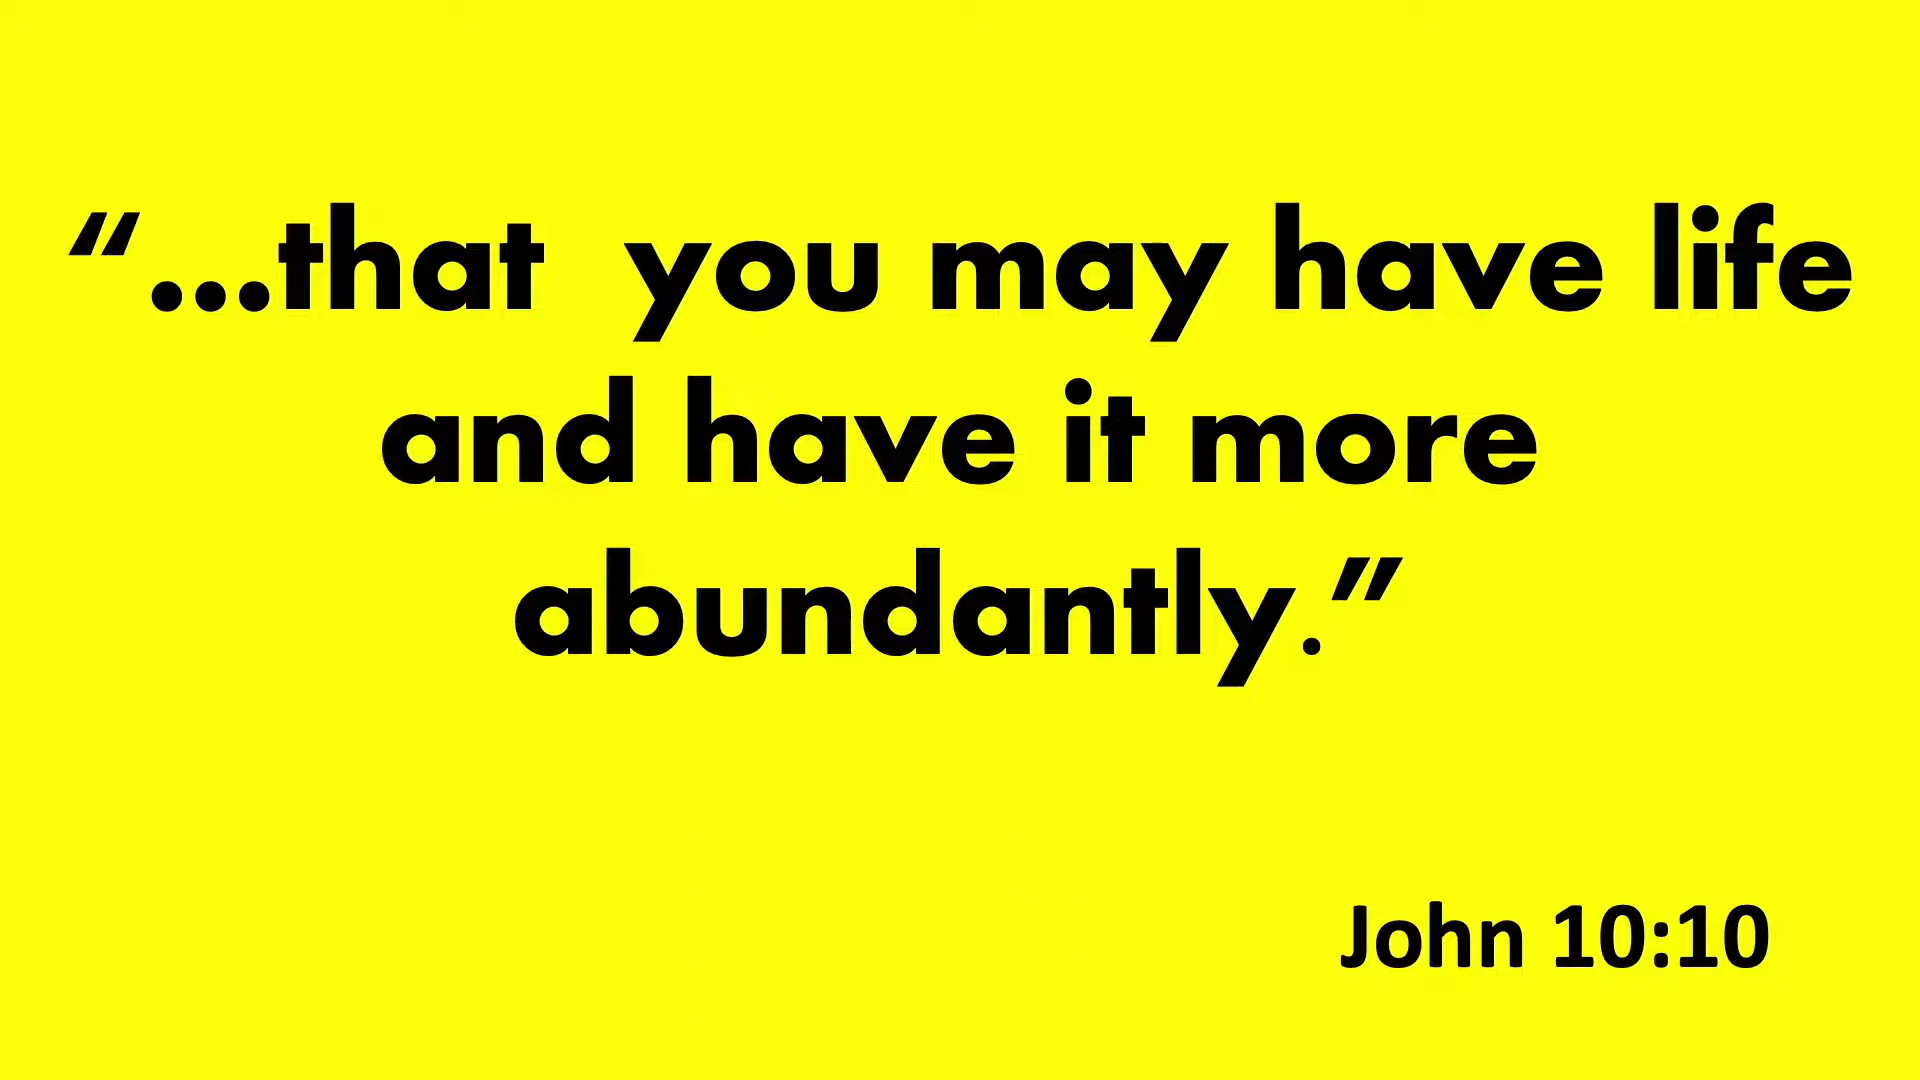 “...that  you may have life
and have it more
abundantly.”
John 10:10